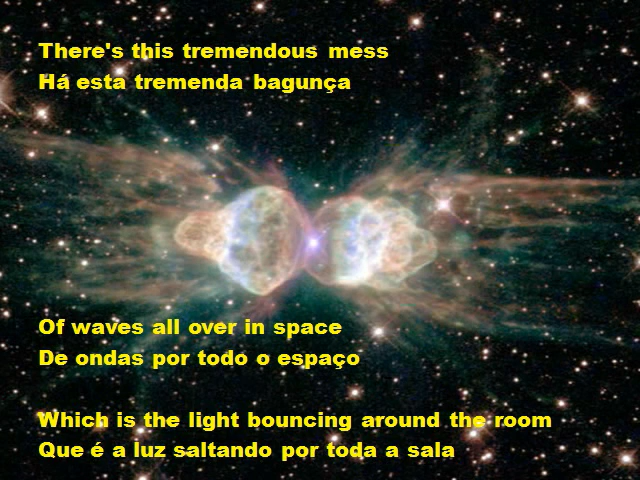 There's this tremendous mess
Há esta tremenda bagunça
Of waves all over in space
De ondas por todo o espaço
Which is the light bouncing around the room
Que é a luz saltando por toda a sala